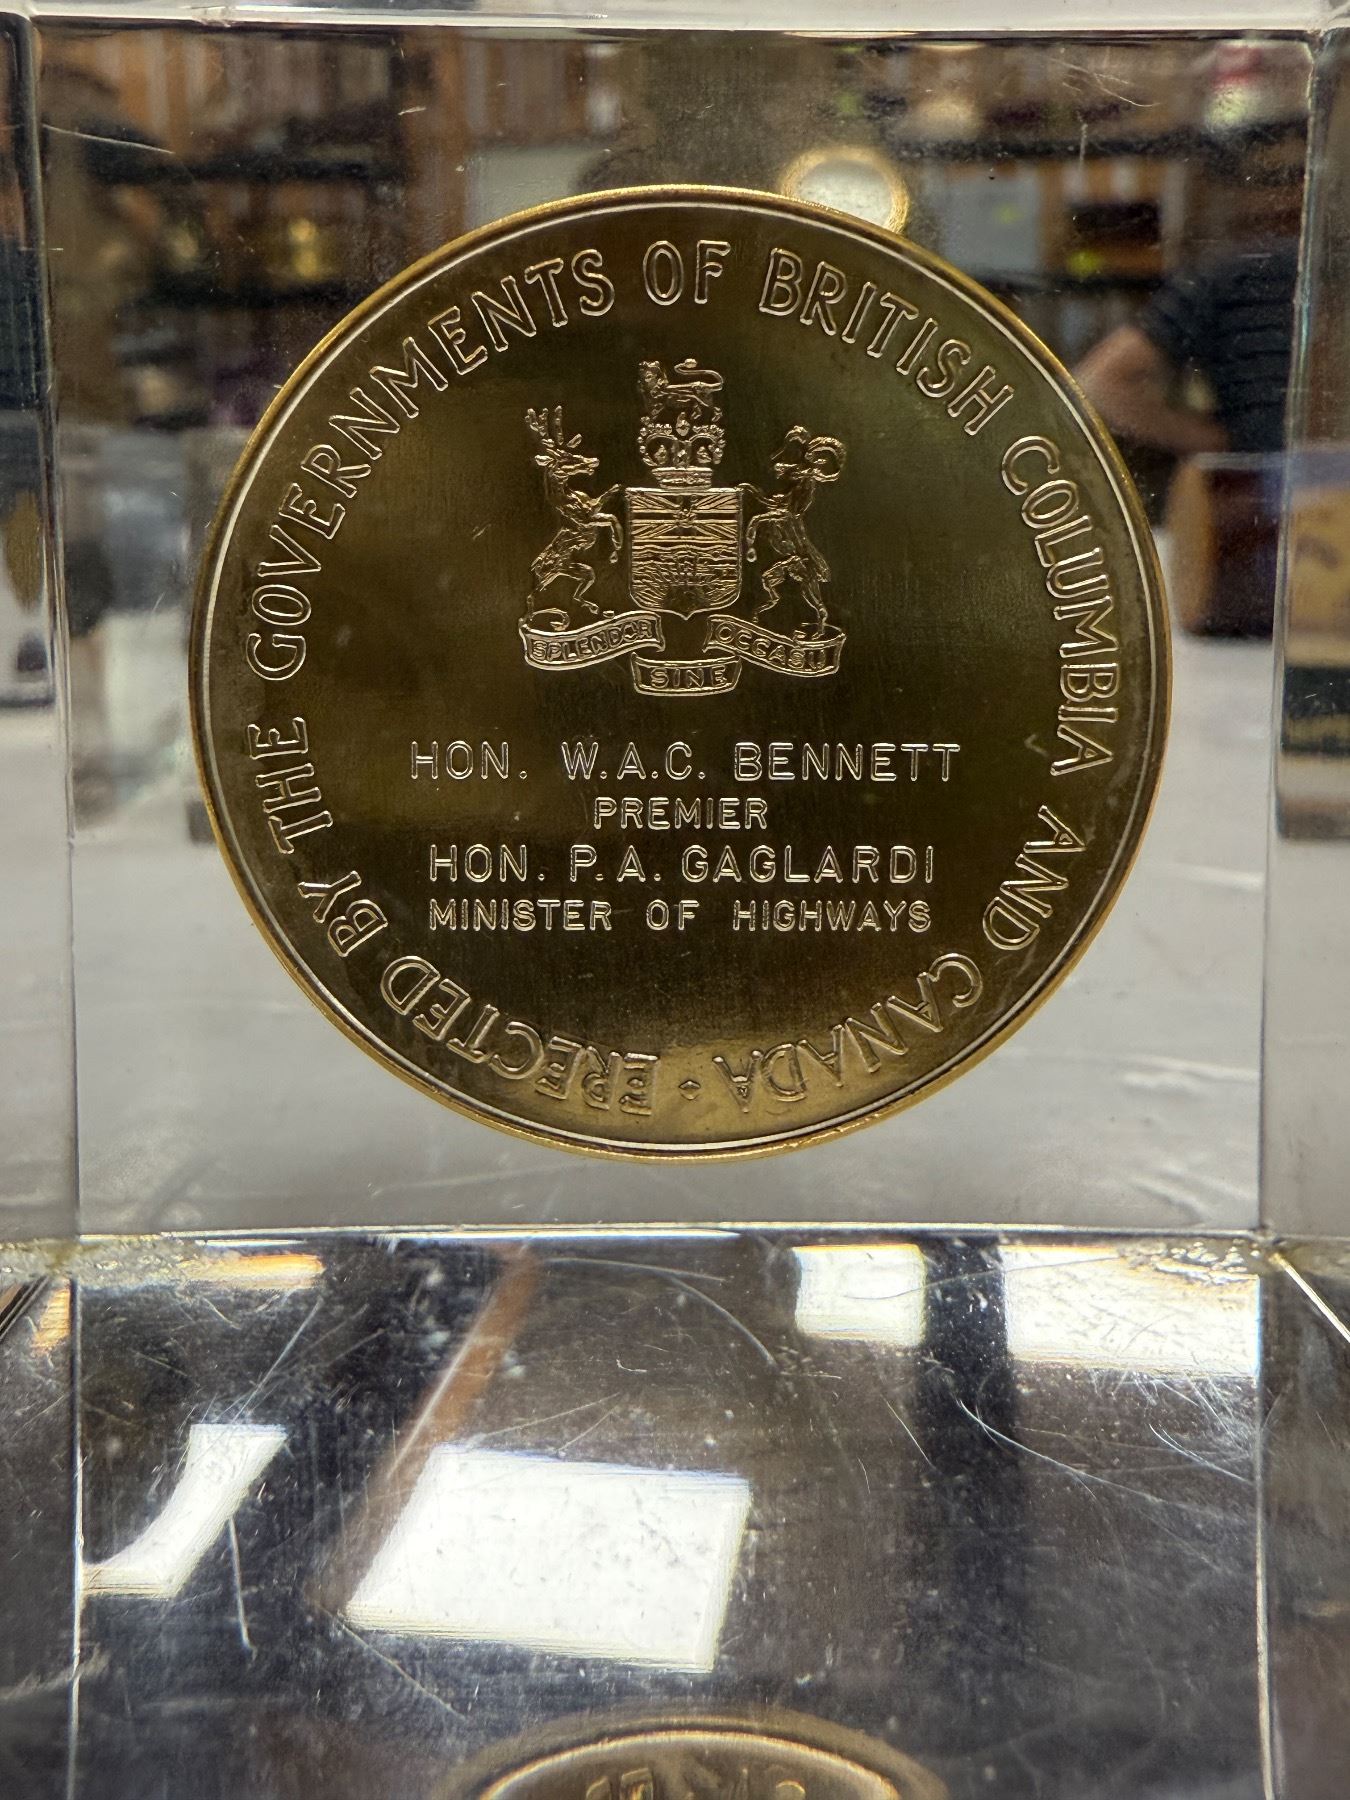 ERECTED BY THE GOVERNMENTS OF BRITISH COLUMBIA AND CANADA ·
SPLENDOR SINE OCCASU
HON. W.A.C. BENNETT
PREMIER
HON. P.A. GAGLARDI
MINISTER OF HIGHWAYS